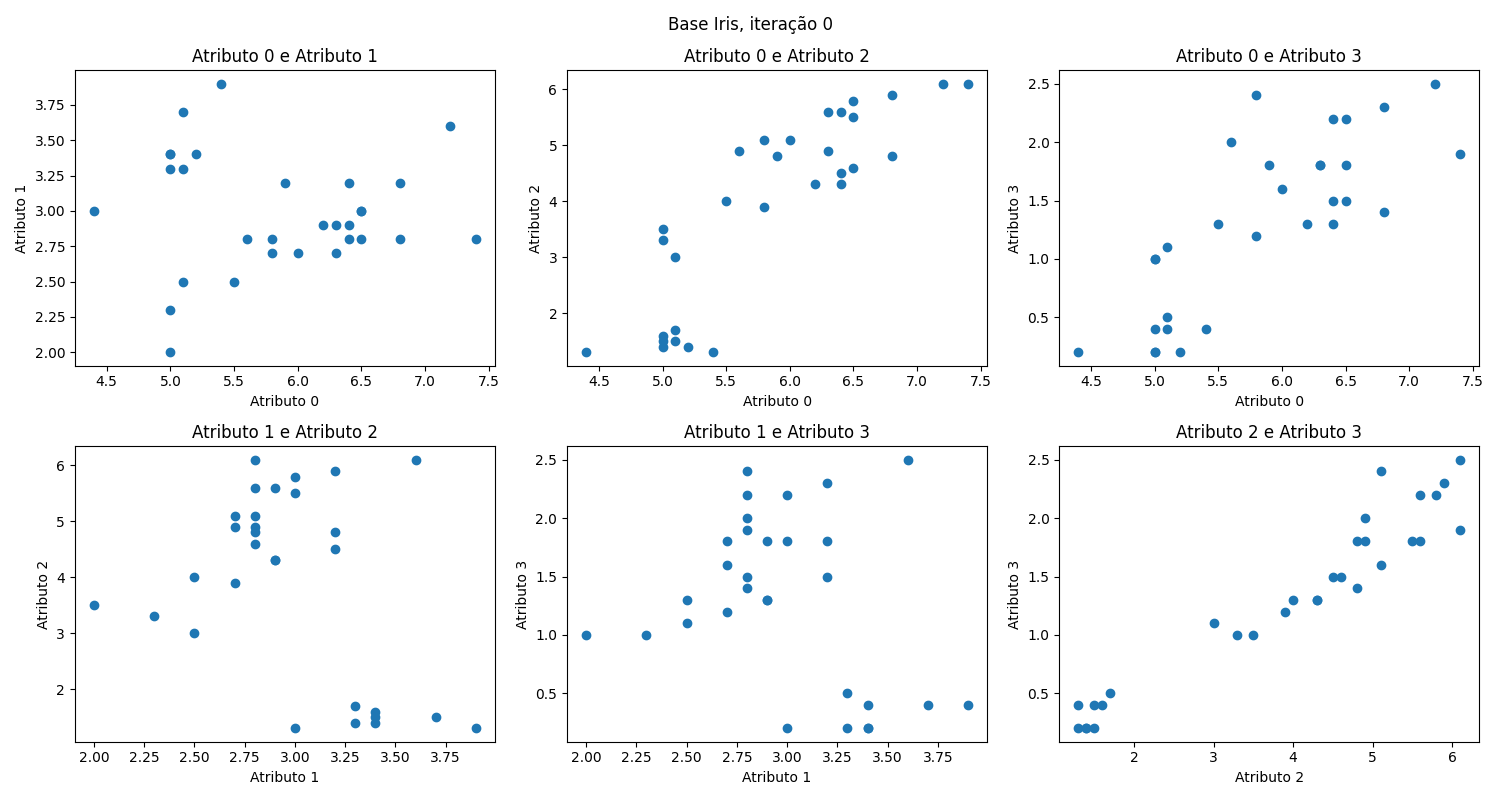 Base Iris, iteração 0
Atributo 0 e Atributo 1
Atributo 1
3.75
3.50
3.25
3.00
2.75
2.50
2.25
2.00
4.5 5.0 5.5 6.0 6.5 7.0 7.5
Atributo 0
Atributo 0 e Atributo 2
Atributo 2
6
5
4
3
2
4.5 5.0 5.5 6.0 6.5 7.0 7.5
Atributo 0
Atributo 0 e Atributo 3
Atributo 3
2.5
2.0
1.5
1.0
0.5
4.5 5.0 5.5 6.0 6.5 7.0 7.5
Atributo 0
Atributo 1 e Atributo 2
Atributo 2
6
5
4
3
2
2.00 2.25 2.50 2.75 3.00 3.25 3.50 3.75
Atributo 1
Atributo 1 e Atributo 3
Atributo 3
2.5
2.0
1.5
1.0
0.5
2.00 2.25 2.50 2.75 3.00 3.25 3.50 3.75
Atributo 1
Atributo 2 e Atributo 3
Atributo 3
2.5
2.0
1.5
1.0
0.5
2 3 4 5 6
Atributo 2